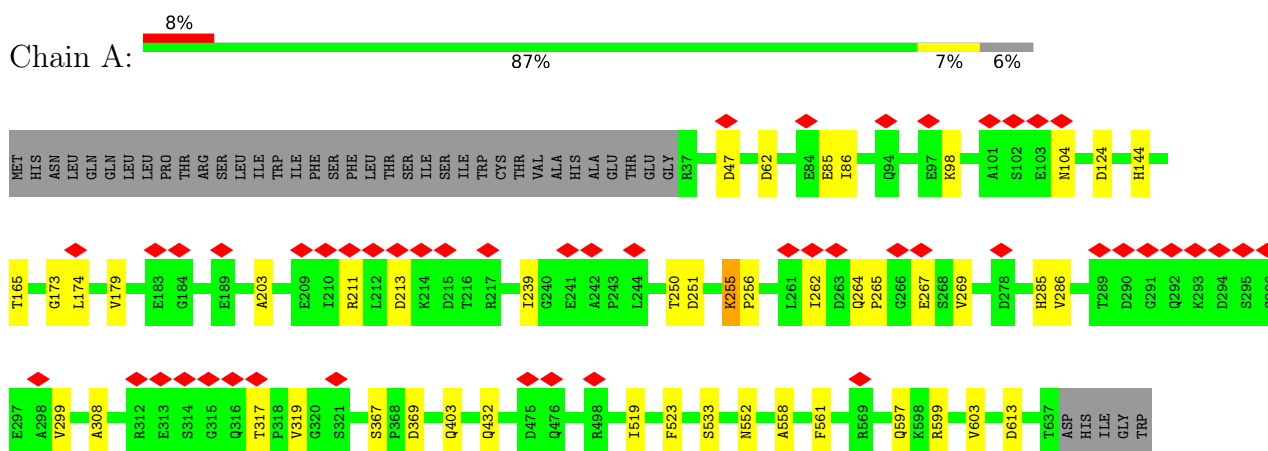 8%
Chain A:
87% 7% 6%
MET HIS ASN LEU GLN GLN LEU LEU PRO THR ARG SER LEU ILE TRP ILE PHE SER PHE LEU THR SER ILE SER ILE TRP CYS THR VAL ALA HIS ALA GLU THR GLU GLY R37 D47 D62 E84 E85 I86 Q94 E97 K98 A101 S102 E103 N104 D124 H144
T165 G173 L174 V179 E183 G184 E189 A203 E209 I210 R211 L212 D213 K214 D215 T216 R217 I239 G240 E241 A242 P243 L244 T250 D251 K255 P256 L261 I262 D263 Q264 P265 G266 E267 S268 V269 D278 H285 V286 T289 D290 G291 Q292 K293 D294 S295
E297 A298 V299 A308 R312 E313 S314 G315 Q316 T317 P318 V319 G320 S321 S367 P368 D369 Q403 Q432 D475 Q476 R498 I519 F523 S533 N552 A558 F561 R569 Q597 K598 R599 V603 D613 T637 ASP HIS ILE GLY TRP